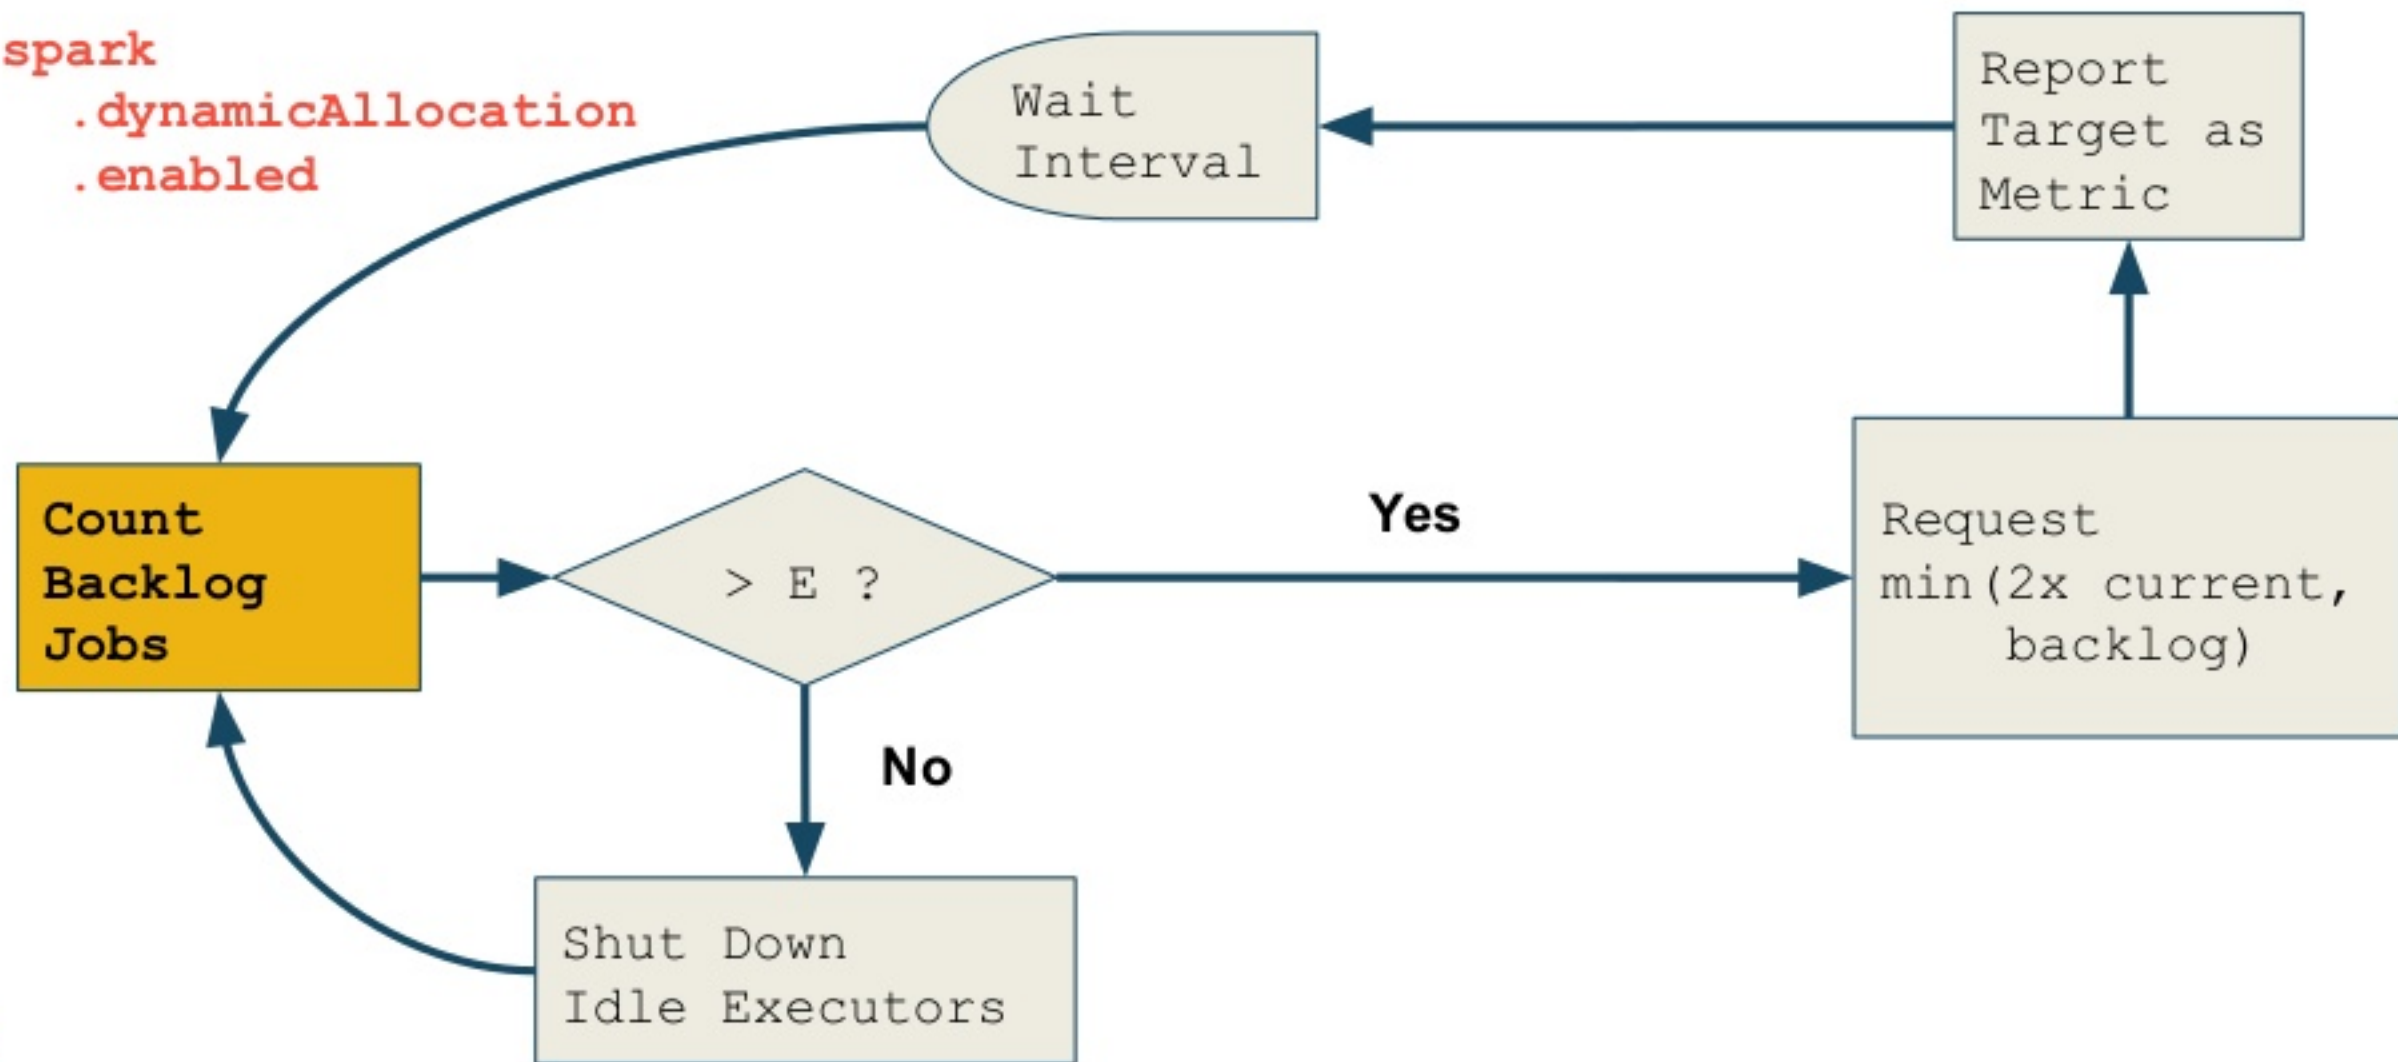 spark
.dynamicAllocation
.enabled
Wait
Interval
Report
Target as
Metric
Count
Backlog
Jobs
> E ?
Yes
Request
min(2x current,
backlog)
No
Shut Down
Idle Executors